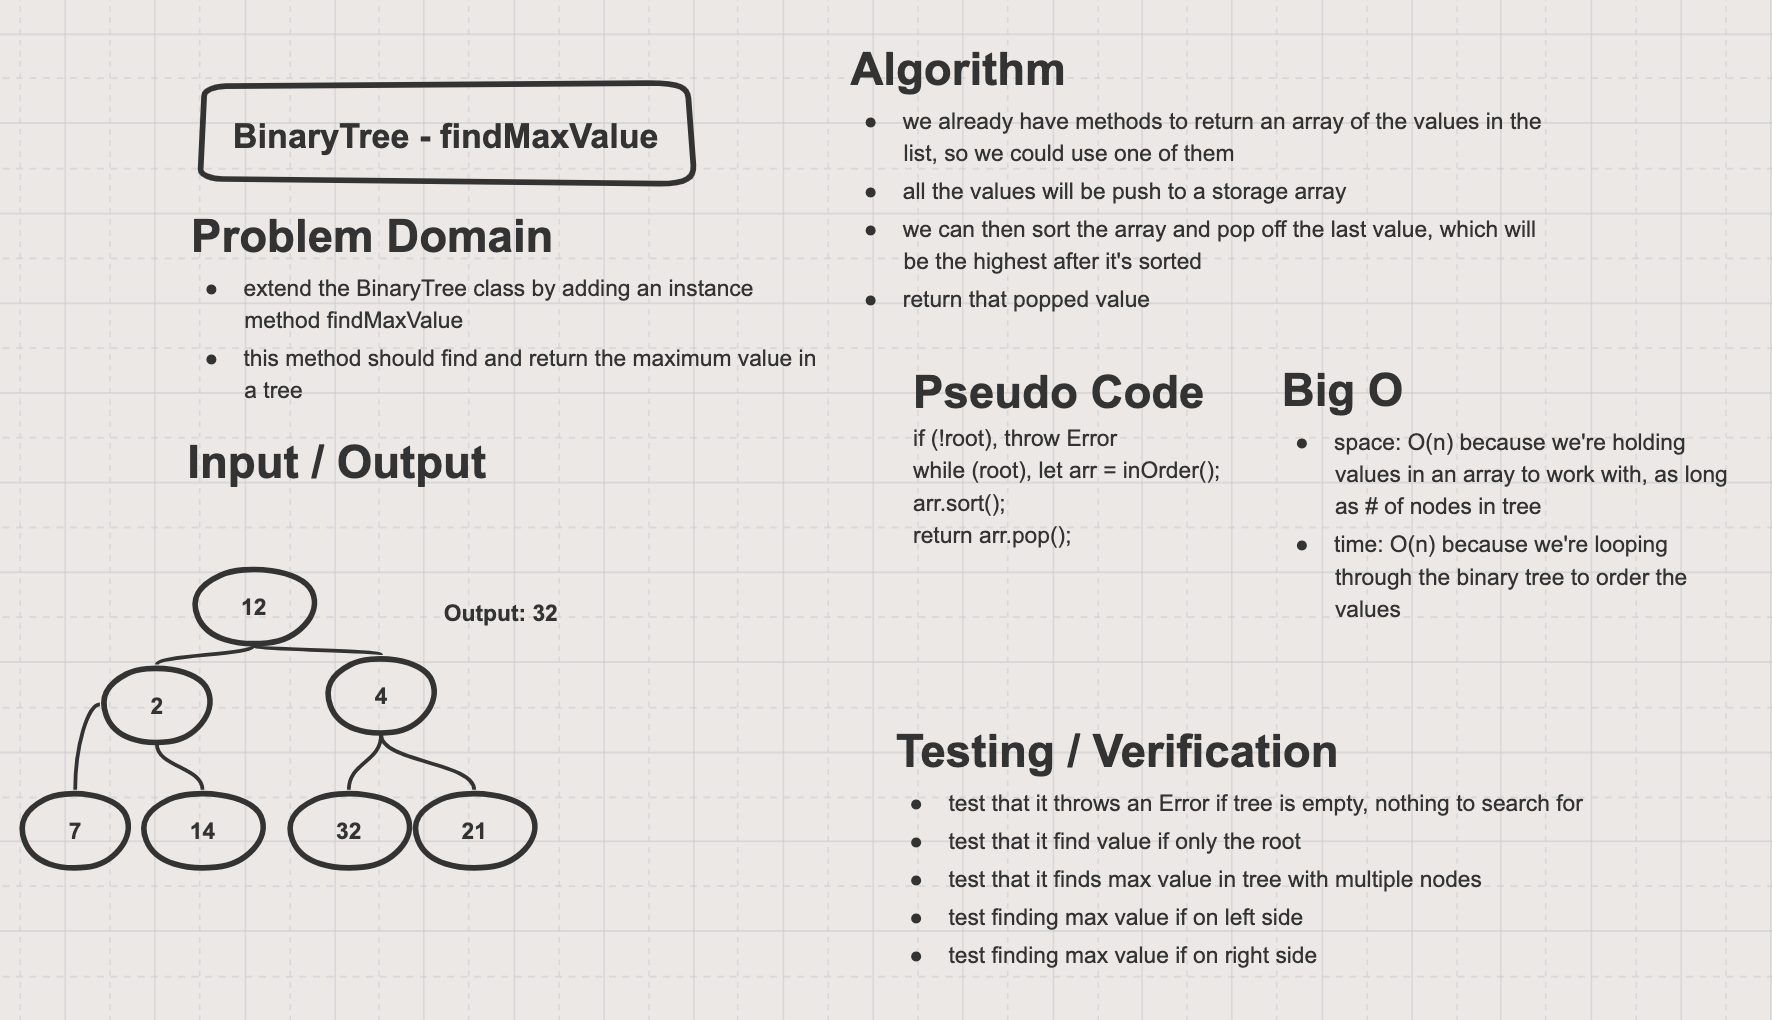 BinaryTree - findMaxValue
Problem Domain
● extend the BinaryTree class by adding an instance
method findMaxValue
● this method should find and return the maximum value in
a tree
Input / Output
12
Output: 32
2
4
7
14
32
21
Algorithm
● we already have methods to return an array of the values in the
list, so we could use one of them
● all the values will be push to a storage array
● we can then sort the array and pop off the last value, which will
be the highest after it's sorted
● return that popped value
Pseudo Code
if (!root), throw Error
while (root), let arr = inOrder();
arr.sort();
return arr.pop();
Big O
● space: O(n) because we're holding
values in an array to work with, as long
as # of nodes in tree
● time: O(n) because we're looping
through the binary tree to order the
values
Testing / Verification
● test that it throws an Error if tree is empty, nothing to search for
● test that it find value if only the root
● test that it finds max value in tree with multiple nodes
● test finding max value if on left side
● test finding max value if on right side